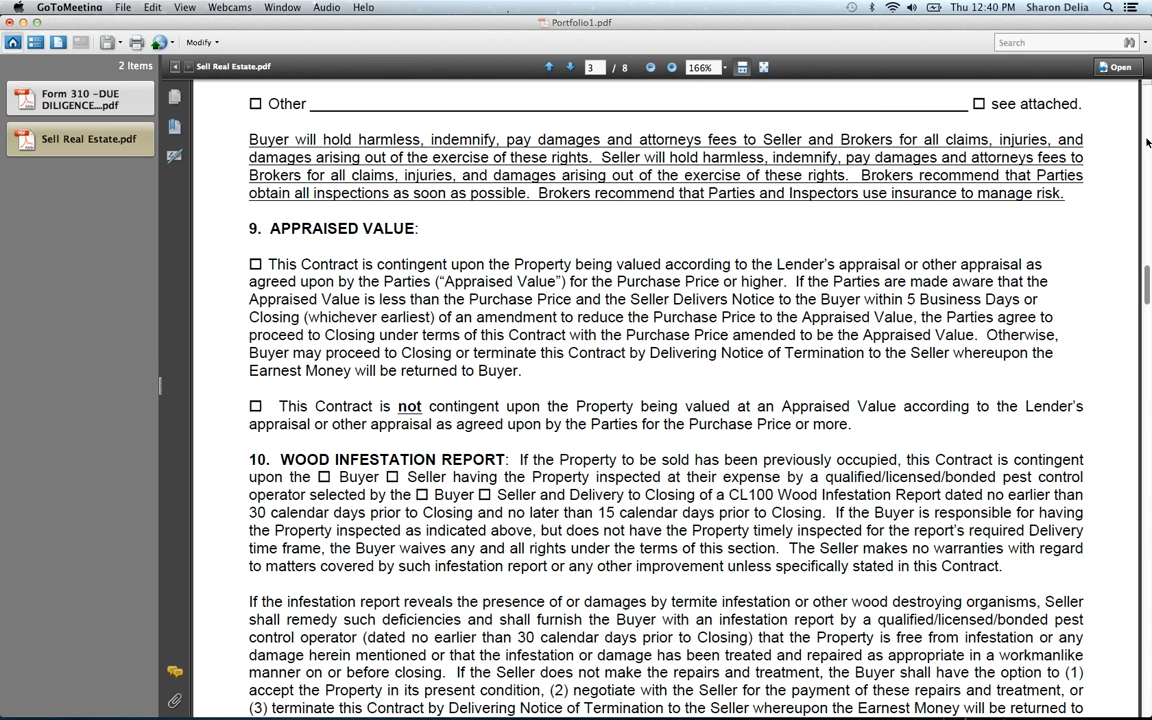 GoToMeeting File Edit View Webcams Window Audio Help Thu 12:40 PM Sharon Delia
Portfolio1.pdf
Modify Search
2 Items Sell Real Estate.pdf 3 / 8 166% Open
Form 310 -DUE
DILIGENCE....pdf
Sell Real Estate.pdf
Other see attached.
Buyer will hold harmless, indemnify, pay damages and attorneys fees to Seller and Brokers for all claims, injuries, and
damages arising out of the exercise of these rights. Seller will hold harmless, indemnify, pay damages and attorneys fees to
Brokers for all claims, injuries, and damages arising out of the exercise of these rights. Brokers recommend that Parties
obtain all inspections as soon as possible. Brokers recommend that Parties and Inspectors use insurance to manage risk.
9. APPRAISED VALUE:
☐ This Contract is contingent upon the Property being valued according to the Lender's appraisal or other appraisal as
agreed upon by the Parties (“Appraised Value”) for the Purchase Price or higher. If the Parties are made aware that the
Appraised Value is less than the Purchase Price and the Seller Delivers Notice to the Buyer within 5 Business Days or
Closing (whichever earliest) of an amendment to reduce the Purchase Price to the Appraised Value, the Parties agree to
proceed to Closing under terms of this Contract with the Purchase Price amended to be the Appraised Value. Otherwise,
Buyer may proceed to Closing or terminate this Contract by Delivering Notice of Termination to the Seller whereupon the
Earnest Money will be returned to Buyer.
☐ This Contract is not contingent upon the Property being valued at an Appraised Value according to the Lender's
appraisal or other appraisal as agreed upon by the Parties for the Purchase Price or more.
10. WOOD INFESTATION REPORT: If the Property to be sold has been previously occupied, this Contract is contingent
upon the ☐ Buyer ☐ Seller having the Property inspected at their expense by a qualified/licensed/bonded pest control
operator selected by the ☐ Buyer ☐ Seller and Delivery to Closing of a CL100 Wood Infestation Report dated no earlier than
30 calendar days prior to Closing and no later than 15 calendar days prior to Closing. If the Buyer is responsible for having
the Property inspected as indicated above, but does not have the Property timely inspected for the report's required Delivery
time frame, the Buyer waives any and all rights under the terms of this section. The Seller makes no warranties with regard
to matters covered by such infestation report or any other improvement unless specifically stated in this Contract.
If the infestation report reveals the presence of or damages by termite infestation or other wood destroying organisms, Seller
shall remedy such deficiencies and shall furnish the Buyer with an infestation report by a qualified/licensed/bonded pest
control operator (dated no earlier than 30 calendar days prior to Closing) that the Property is free from infestation or any
damage herein mentioned or that the infestation or damage has been treated and repaired as appropriate in a workmanlike
manner on or before closing. If the Seller does not make the repairs and treatment, the Buyer shall have the option to (1)
accept the Property in its present condition, (2) negotiate with the Seller for the payment of these repairs and treatment, or
(3) terminate this Contract by Delivering Notice of Termination to the Seller whereupon the Earnest Money will be returned to